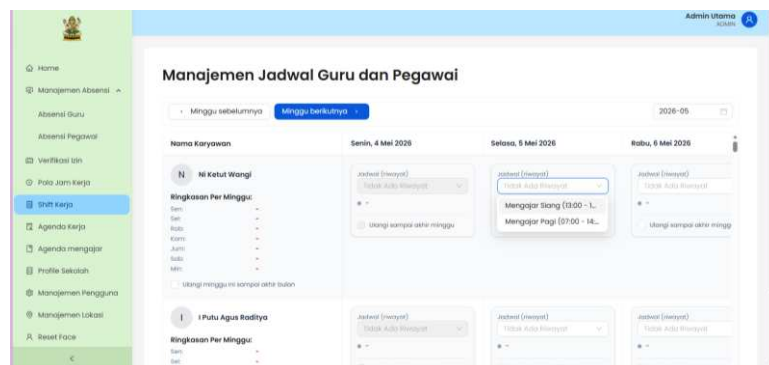 Admin Utama
ADMIN
Home
Manajemen Absensi
Absensi Guru
Absensi Pegawai
Verifikasi Izin
Pola Jam Kerja
Shift Kerja
Agenda Kerja
Agenda mengajar
Profile Sekolah
Manajemen Pengguna
Manajemen Lokasi
Reset Face
Manajemen Jadwal Guru dan Pegawai
Minggu sebelumnya
Minggu berikutnya
2026-05
Nama Karyawan
Senin, 4 Mei 2026
Selasa, 5 Mei 2026
Rabu, 6 Mei 2026
N
Ni Ketut Wangi
Ringkasan Per Minggu:
Sen: -
Sel: -
Rab: -
Kam: -
Jum: -
Sab: -
Min: -
Ulangi minggu ini sampai akhir bulan
Jadwal (riwayat)
Tidak Ada Riwayat
-
Ulangi sampai akhir minggu
Jadwal (riwayat)
Tidak Ada Riwayat
-
Mengajar Siang (13:00 - 1...
Mengajar Pagi (07:00 - 14:...
Jadwal (riwayat)
Tidak Ada Riwayat
-
Ulangi sampai akhir mingg
I
I Putu Agus Raditya
Ringkasan Per Minggu:
Sen: -
Sel: -
Jadwal (riwayat)
Tidak Ada Riwayat
-
Jadwal (riwayat)
Tidak Ada Riwayat
-
Jadwal (riwayat)
Tidak Ada Riwayat
-